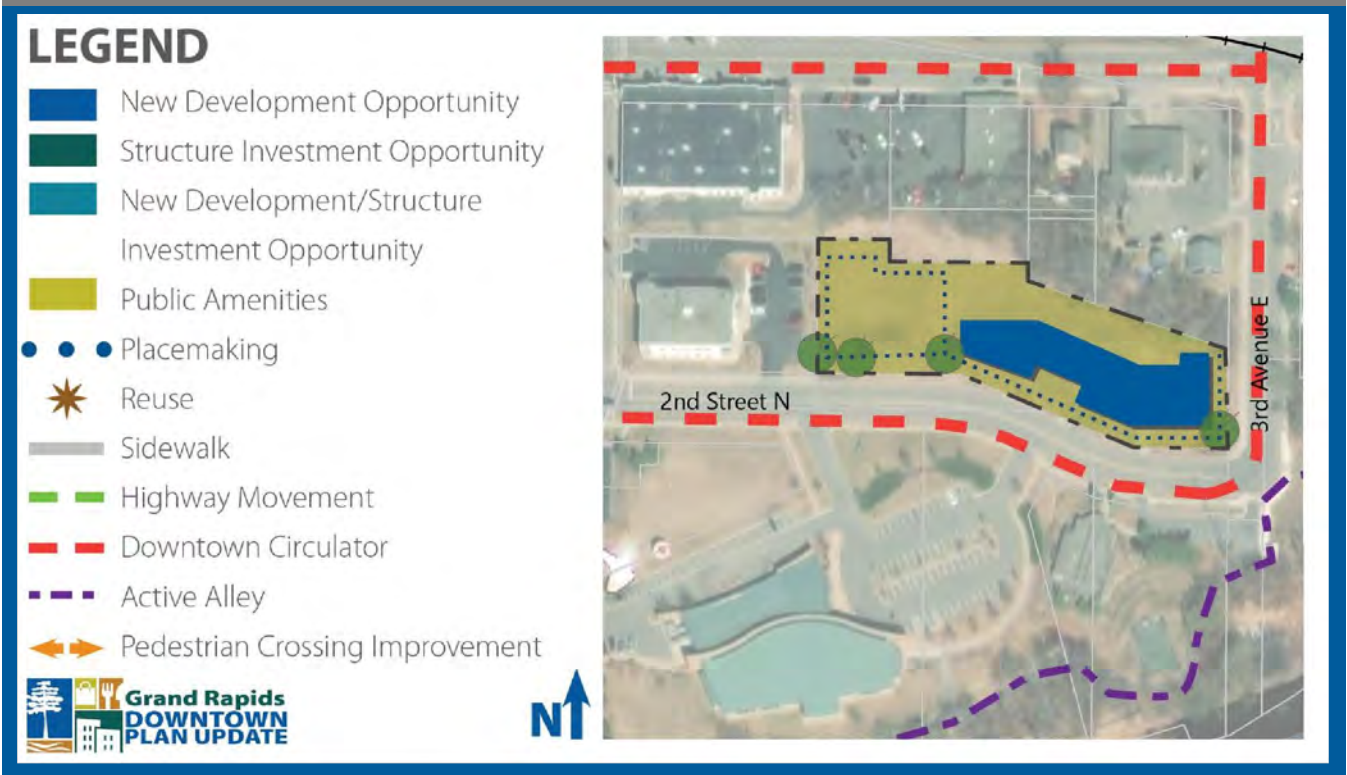 LEGEND
New Development Opportunity
Structure Investment Opportunity
New Development/Structure
Investment Opportunity
Public Amenities
Placemaking
Reuse
Sidewalk
Highway Movement
Downtown Circulator
Active Alley
Pedestrian Crossing Improvement
Grand Rapids
DOWNTOWN
PLAN UPDATE
N
2nd Street N
3rd Avenue E